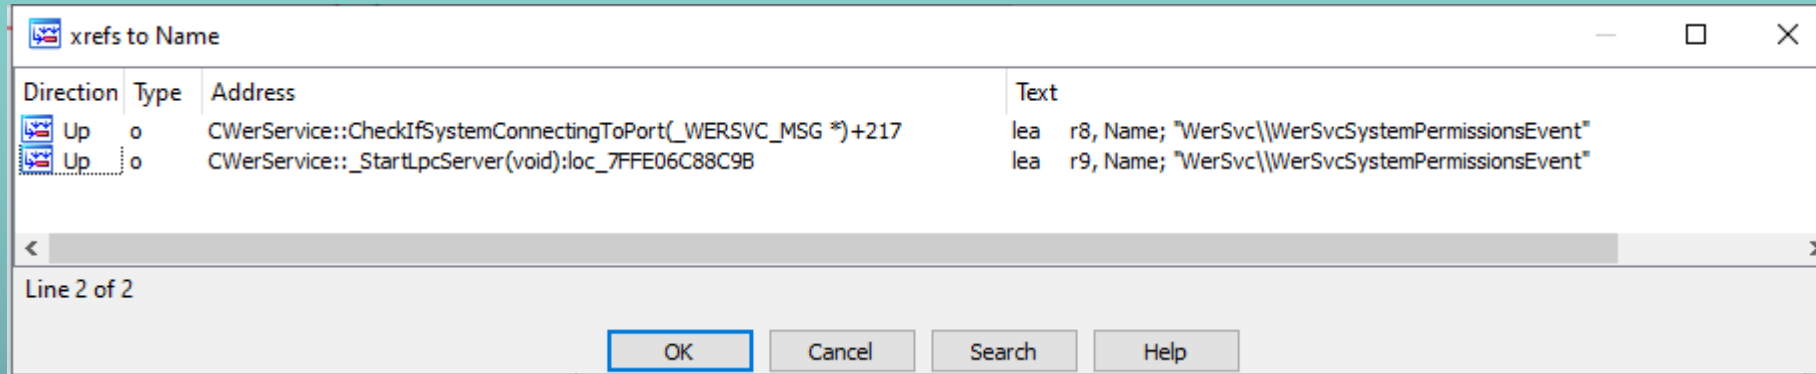 xrefs to Name
Direction Type Address Text
Up o CWerService::CheckIfSystemConnectingToPort(_WERSVC_MSG *)+217 lea r8, Name; "WerSvc\\WerSvcSystemPermissionsEvent"
Up o CWerService::_StartLpcServer(void):loc_7FFE06C88C9B lea r9, Name; "WerSvc\\WerSvcSystemPermissionsEvent"
Line 2 of 2
OK Cancel Search Help